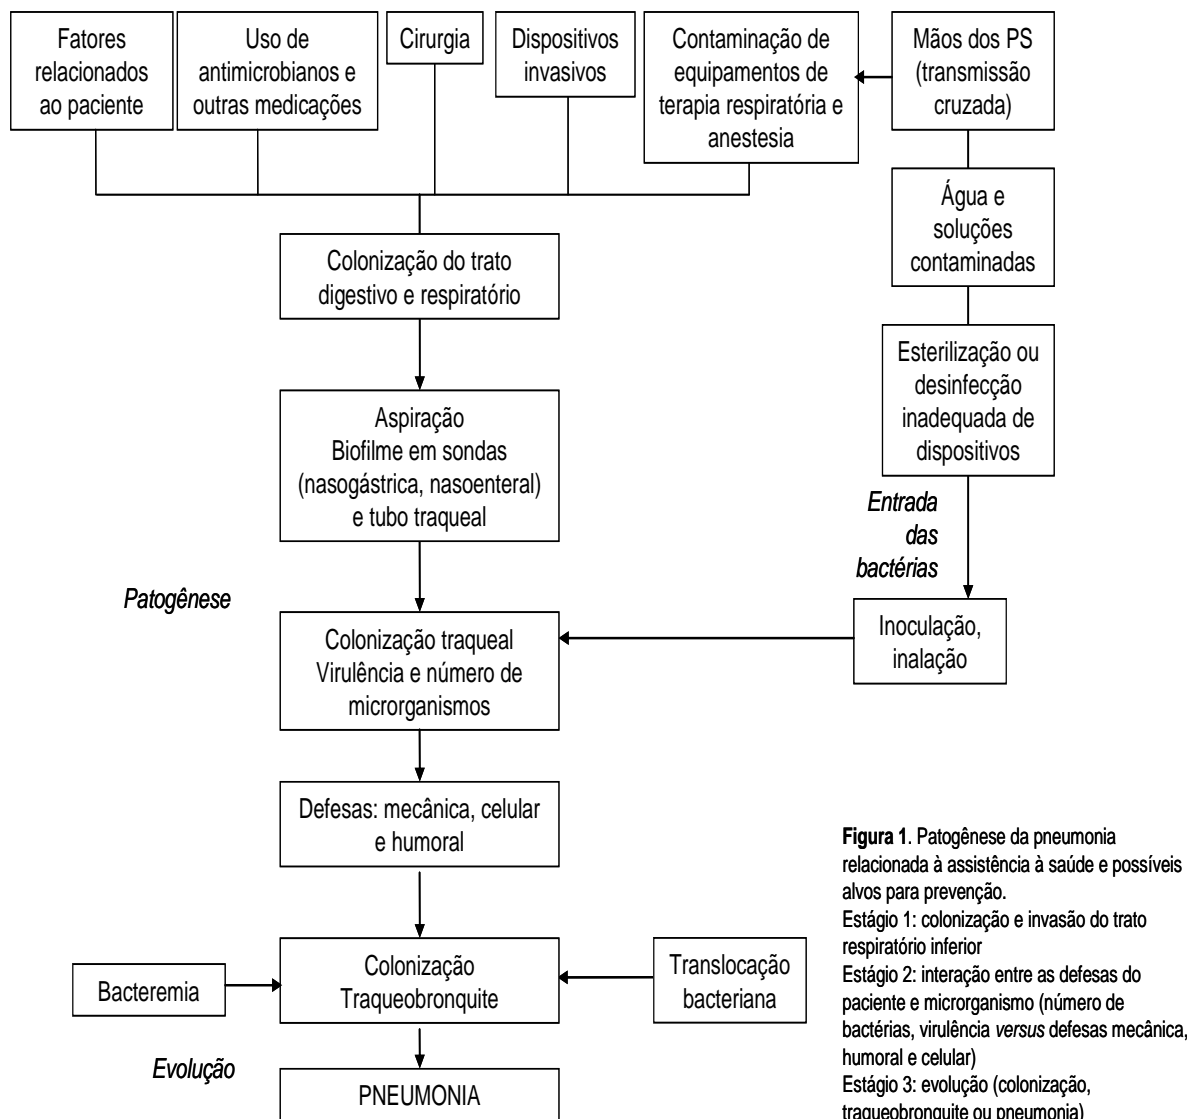 Fatores
relacionados
ao paciente
Uso de
antimicrobianos e
outras medicações
Cirurgia
Dispositivos
invasivos
Contaminação de
equipamentos de
terapia respiratória e
anestesia
Mãos dos PS
(transmissão
cruzada)
Água e
soluções
contaminadas
Colonização do trato
digestivo e respiratório
Esterilização ou
desinfecção
inadequada de
dispositivos
Aspiração
Biofilme em sondas
(nasogástrica, nasoenteral)
e tubo traqueal
Entrada
das
bactérias
Patogênese
Inoculação,
inalação
Colonização traqueal
Virulência e número de
microrganismos
Defesas: mecânica, celular
e humoral
Bacteremia
Colonização
Traqueobronquite
Translocação
bacteriana
Evolução
PNEUMONIA
Figura 1. Patogênese da pneumonia
relacionada à assistência à saúde e possíveis
alvos para prevenção.
Estágio 1: colonização e invasão do trato
respiratório inferior
Estágio 2: interação entre as defesas do
paciente e microrganismo (número de
bactérias, virulência versus defesas mecânica,
humoral e celular)
Estágio 3: evolução (colonização,
traqueobronquite ou pneumonia)